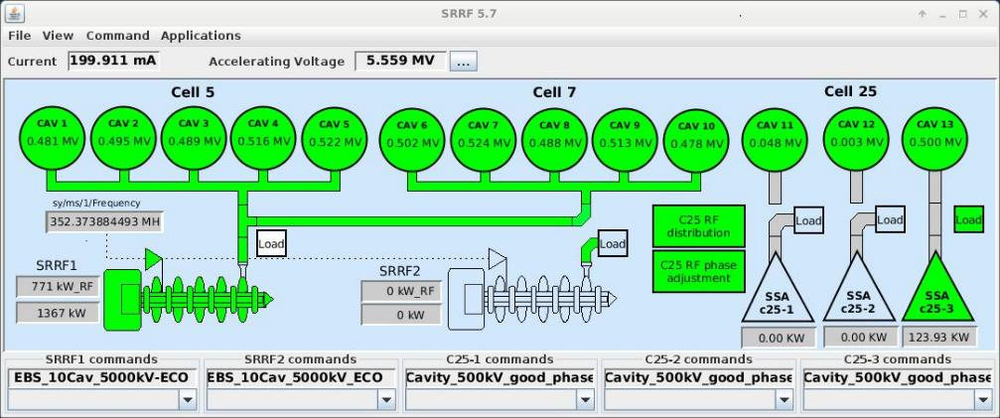 SRRF 5.7
File View Command Applications
Current 199.911 mA Accelerating Voltage 5.559 MV ...
Cell 5 Cell 7 Cell 25
CAV 1 CAV 2 CAV 3 CAV 4 CAV 5 CAV 6 CAV 7 CAV 8 CAV 9 CAV 10 CAV 11 CAV 12 CAV 13
0.481 MV 0.495 MV 0.489 MV 0.516 MV 0.522 MV 0.502 MV 0.524 MV 0.488 MV 0.513 MV 0.478 MV 0.048 MV 0.003 MV 0.500 MV
sy/ms/1/Frequency
352.373884493 MH
Load Load Load Load Load
C25 RF
distribution
C25 RF phase
adjustment
SRRF1 SRRF2
771 kW_RF 0 kW_RF
1367 kW 0 kW
SSA SSA SSA
c25-1 c25-2 c25-3
0.00 KW 0.00 KW 123.93 KW
SRRF1 commands SRRF2 commands C25-1 commands C25-2 commands C25-3 commands
EBS_10Cav_5000kV-ECO EBS_10Cav_5000kV_ECO Cavity_500kV_good_phase Cavity_500kV_good_phase Cavity_500kV_good_phase